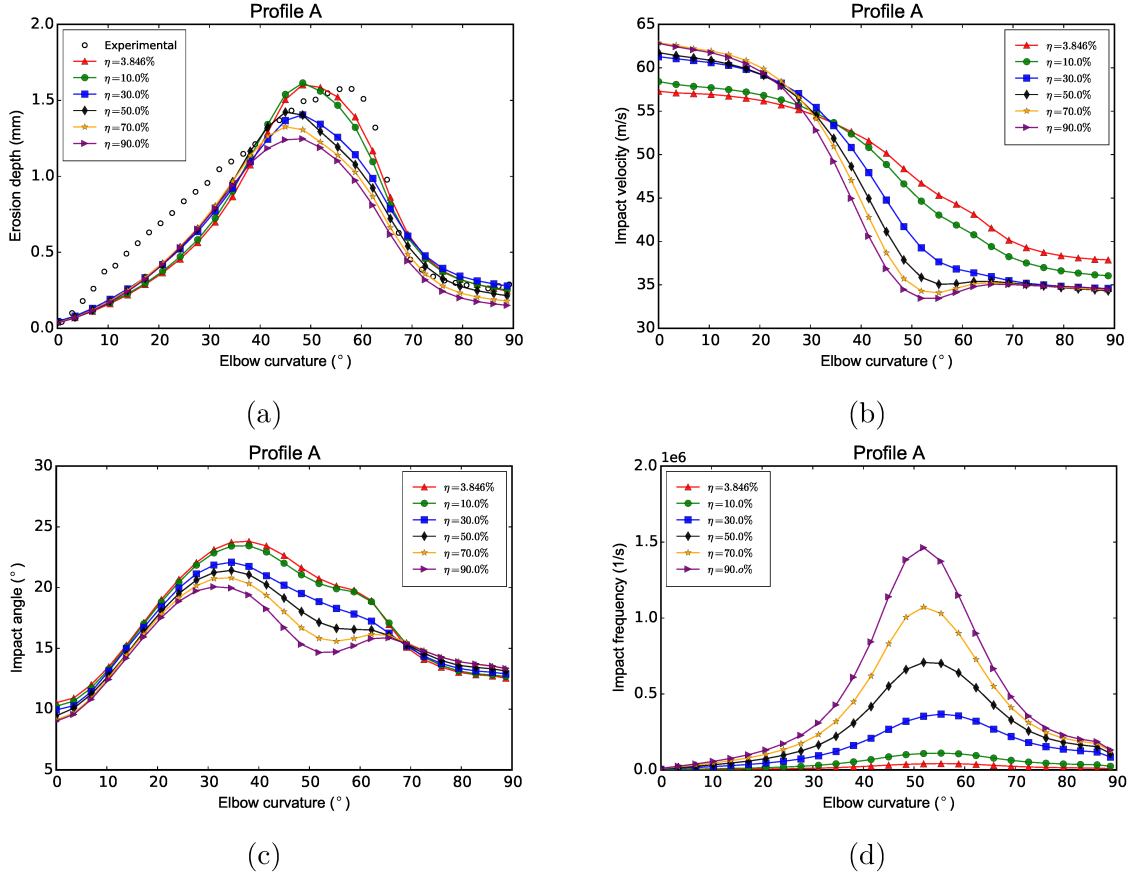 Profile A
2.0
1.5
1.0
0.5
0.0
Erosion depth (mm)
Experimental
η=3.846%
η=10.0%
η=30.0%
η=50.0%
η=70.0%
η=90.0%
0 10 20 30 40 50 60 70 80 90
Elbow curvature (°)
(a)
Profile A
65
60
55
50
45
40
35
30
Impact velocity (m/s)
η=3.846%
η=10.0%
η=30.0%
η=50.0%
η=70.0%
η=90.0%
0 10 20 30 40 50 60 70 80 90
Elbow curvature (°)
(b)
Profile A
30
25
20
15
10
5
Impact angle (°)
η=3.846%
η=10.0%
η=30.0%
η=50.0%
η=70.0%
η=90.0%
0 10 20 30 40 50 60 70 80 90
Elbow curvature (°)
(c)
Profile A
1e6
2.0
1.5
1.0
0.5
0.0
Impact frequency (1/s)
η=3.846%
η=10.0%
η=30.0%
η=50.0%
η=70.0%
η=90.o%
0 10 20 30 40 50 60 70 80 90
Elbow curvature (°)
(d)